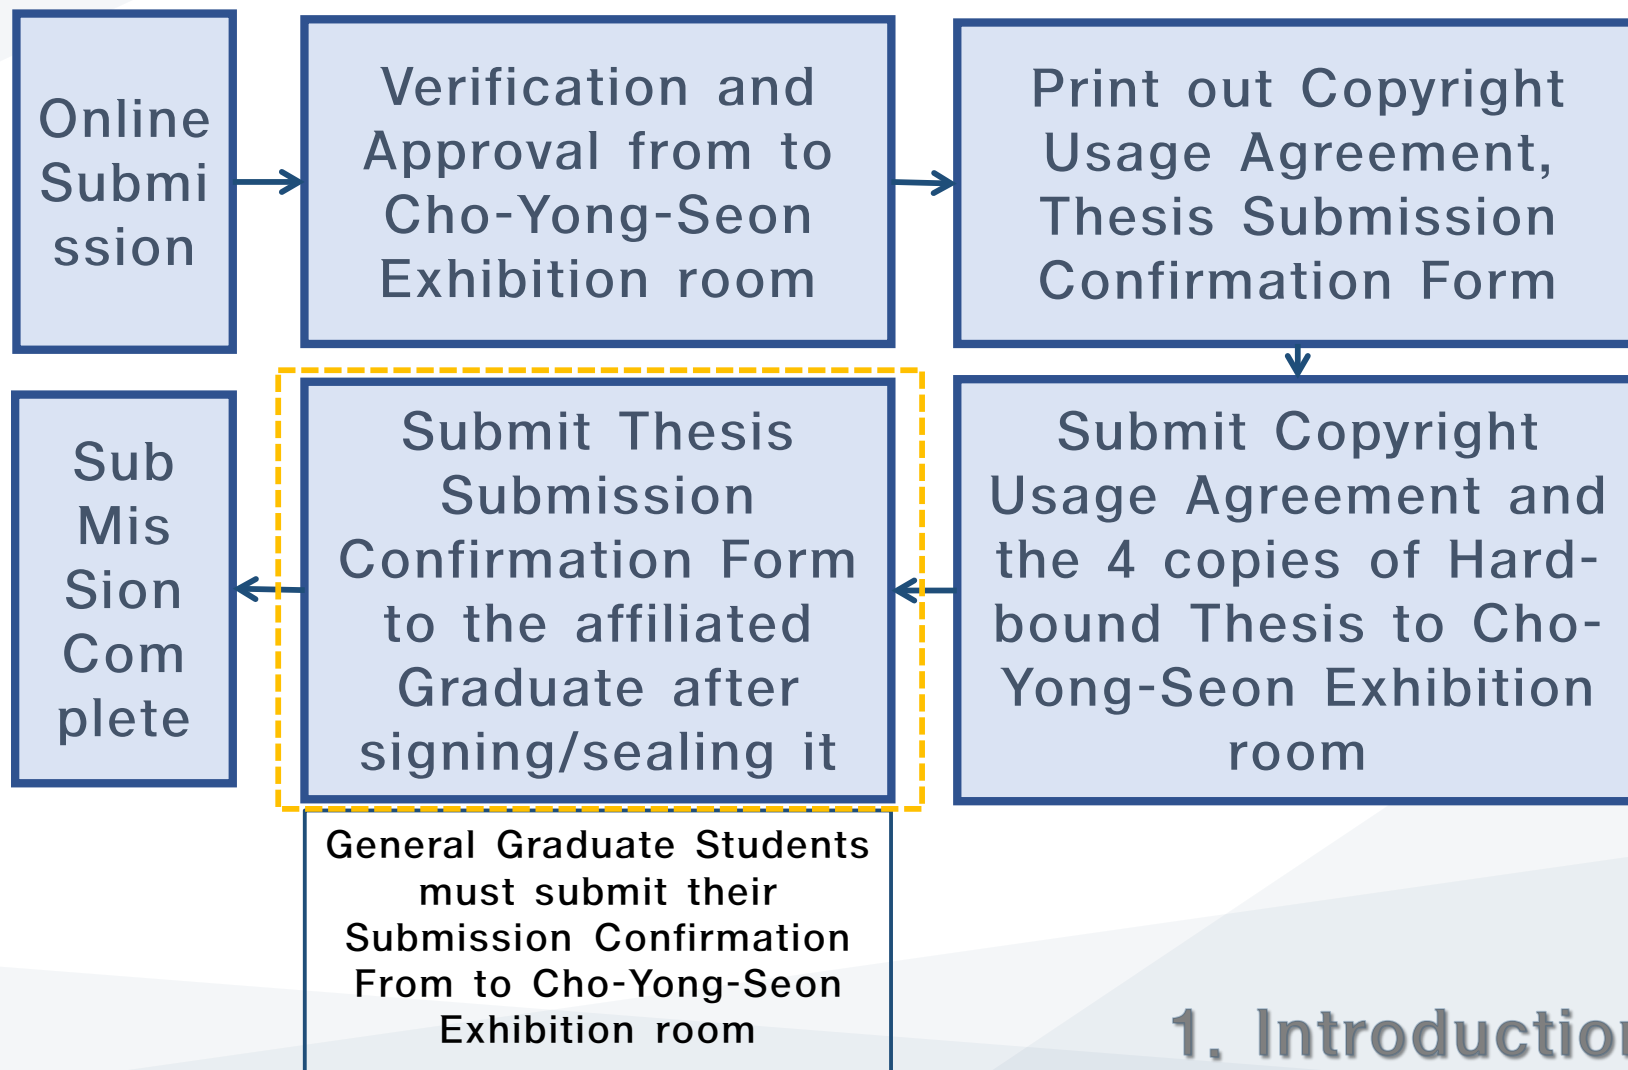 Online
Submi
ssion
Verification and
Approval from to
Cho-Yong-Seon
Exhibition room
Print out Copyright
Usage Agreement,
Thesis Submission
Confirmation Form
Submit Copyright
Usage Agreement and
the 4 copies of Hard-
bound Thesis to Cho-
Yong-Seon Exhibition
room
Submit Thesis
Submission
Confirmation Form
to the affiliated
Graduate after
signing/sealing it
General Graduate Students
must submit their
Submission Confirmation
From to Cho-Yong-Seon
Exhibition room
Sub
Mis
Sion
Com
plete
1. Introduction